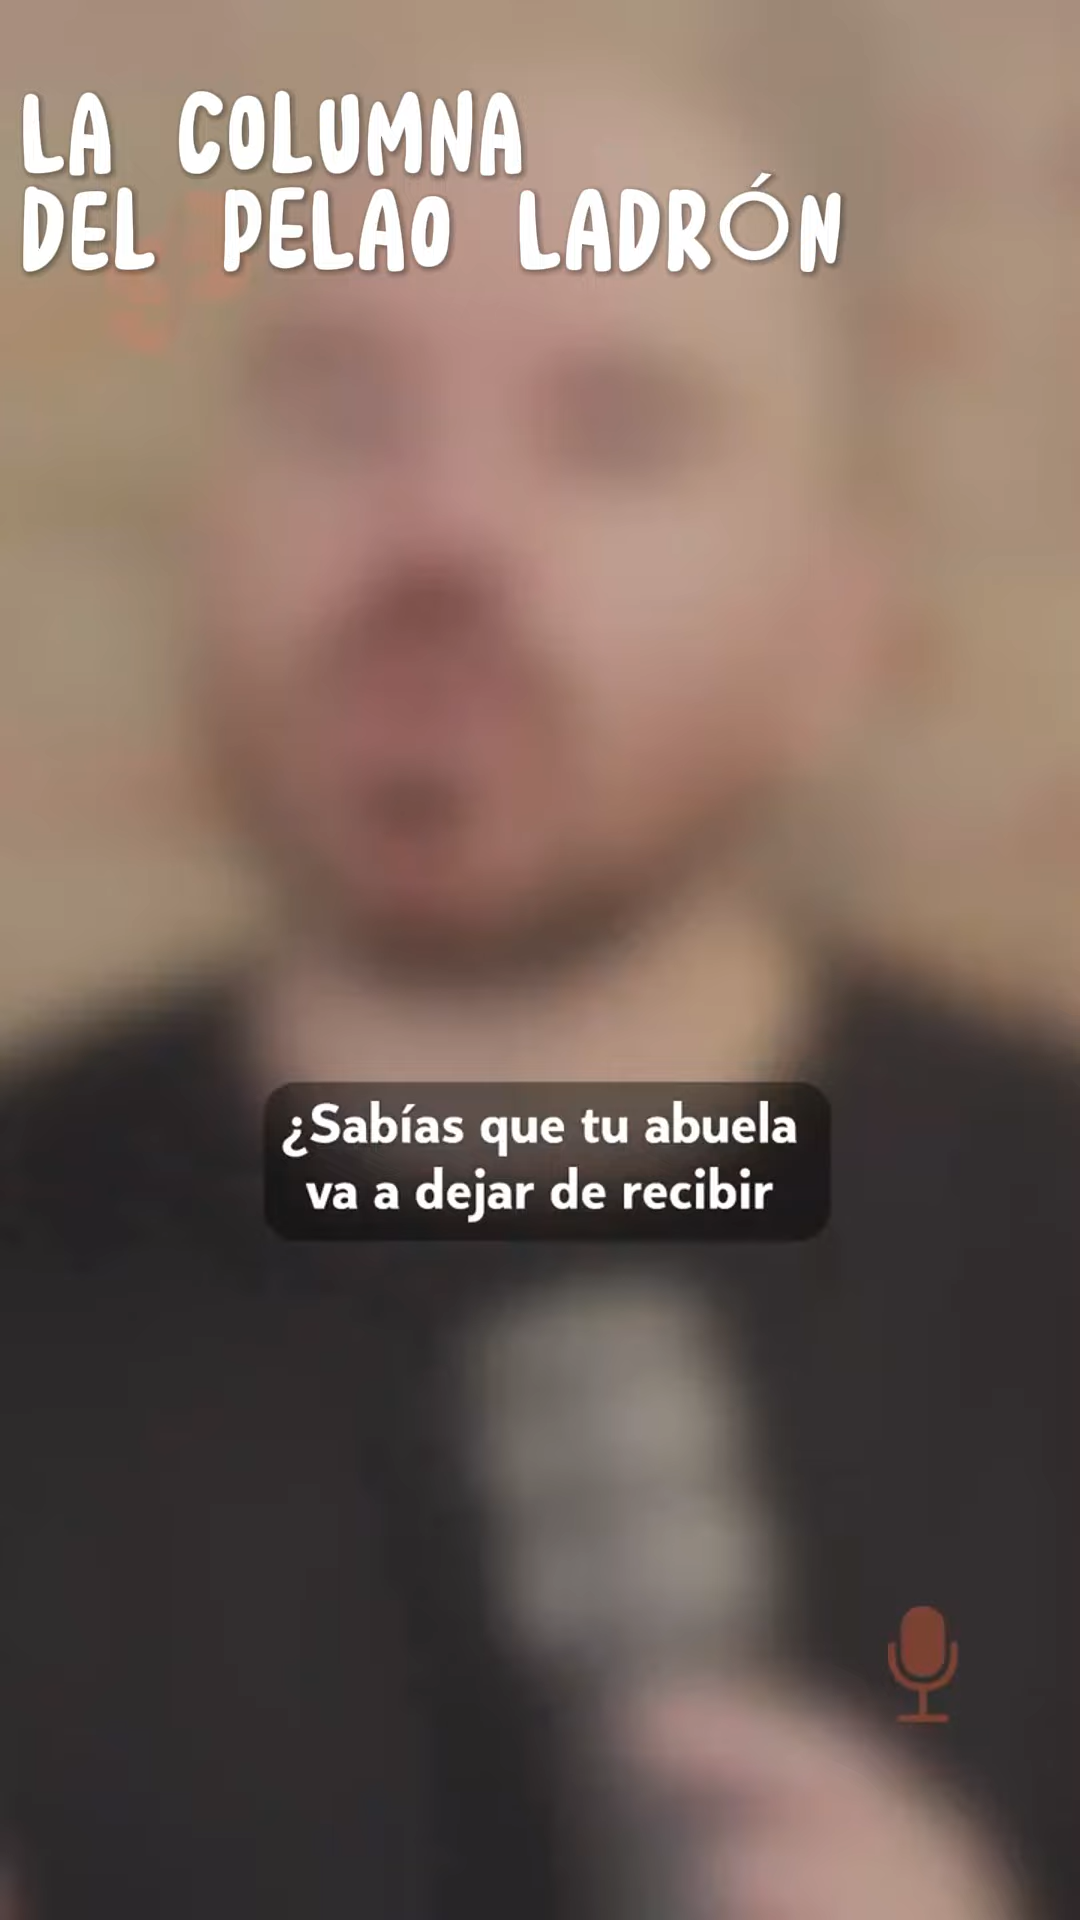 LA COLUMNA
DEL PELAO LADRÓN
¿Sabías que tu abuela
va a dejar de recibir